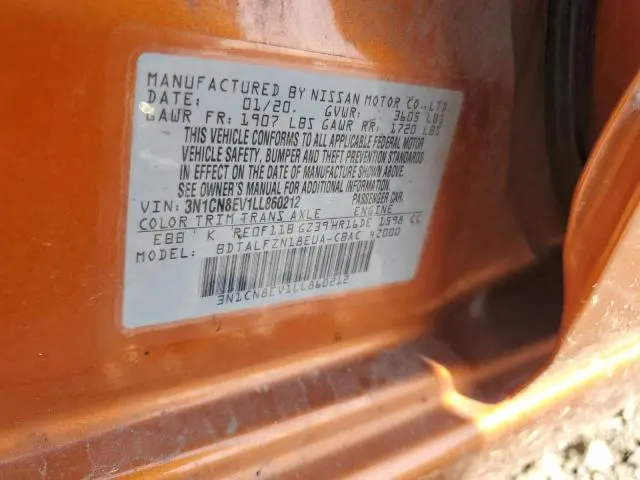 MANUFACTURED BY NISSAN MOTOR CO.,LTD
DATE: 01/20. GVWR: 3605 LBS
GAWR FR: 1907 LBS GAWR RR: 1720 LBS
THIS VEHICLE CONFORMS TO ALL APPLICABLE FEDERAL MOTOR
VEHICLE SAFETY, BUMPER AND THEFT PREVENTION STANDARDS
IN EFFECT ON THE DATE OF MANUFACTURE SHOWN ABOVE.
SEE OWNER'S MANUAL FOR ADDITIONAL INFORMATION.
VIN: 3N1CN8EV1LL860212 PASSENGER CAR.
COLOR TRIM TRANS AXLE ENGINE
EBB K RE0F11B GZ39 HR16DE 1598 CC
MODEL: BDTALFZN18EUA-CBAC 42000
3N1CN8EV1LL860212